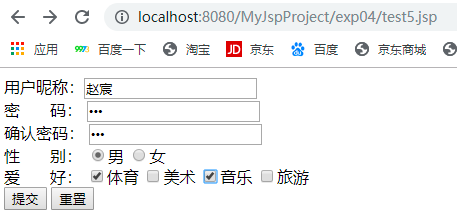 localhost:8080/MyJspProject/exp04/test5.jsp
应用 百度一下 淘宝 JD 京东 百度 京东商城
用户昵称：赵宸
密 码：•••
确认密码：•••
性 别：男 女
爱 好：体育 美术 音乐 旅游
提交 重置